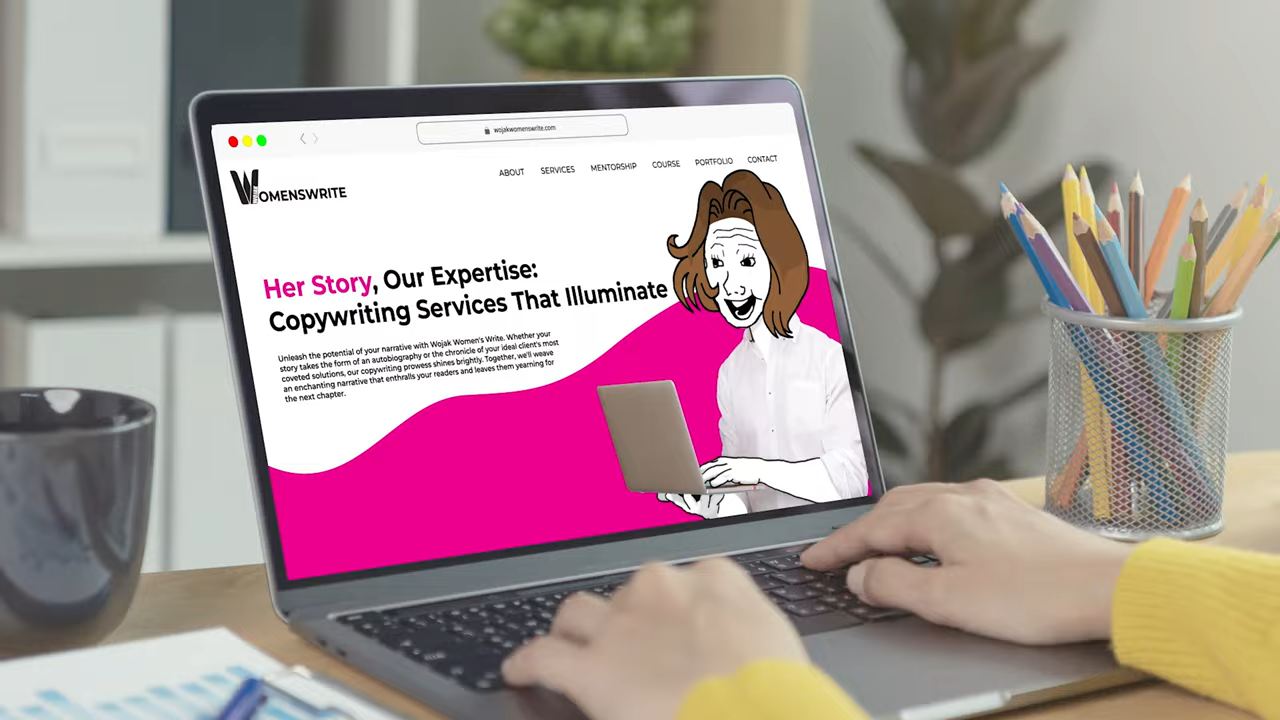 wojakwomenswrite.com
WOMENSWRITE
ABOUT SERVICES MENTORSHIP COURSE PORTFOLIO CONTACT
Her Story, Our Expertise:
Copywriting Services That Illuminate
Unleash the potential of your narrative with Wojak Women's Write. Whether your
story takes the form of an autobiography or the chronicle of your ideal client's most
coveted solutions, our copywriting prowess shines brightly. Together, we'll weave
an enchanting narrative that enthralls your readers and leaves them yearning for
the next chapter.